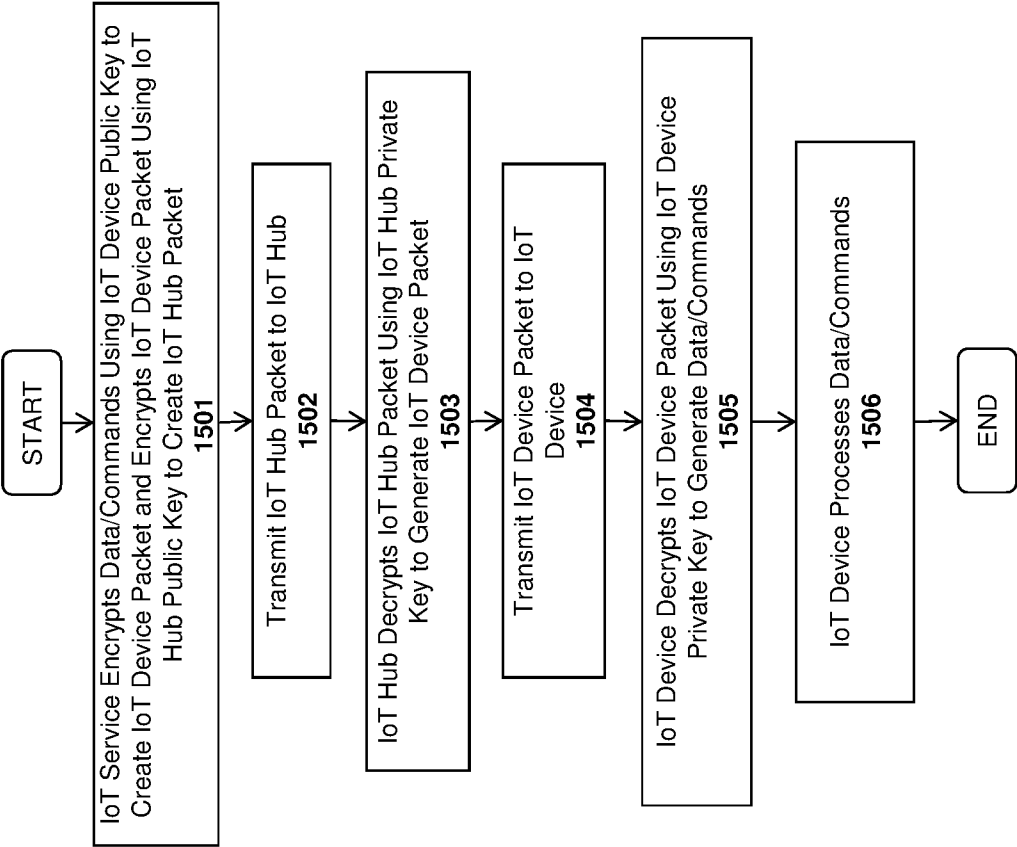 START
IoT Service Encrypts Data/Commands Using IoT Device Public Key to
Create IoT Device Packet and Encrypts IoT Device Packet Using IoT
Hub Public Key to Create IoT Hub Packet
1501
Transmit IoT Hub Packet to IoT Hub
1502
IoT Hub Decrypts IoT Hub Packet Using IoT Hub Private
Key to Generate IoT Device Packet
1503
Transmit IoT Device Packet to IoT
Device
1504
IoT Device Decrypts IoT Device Packet Using IoT Device
Private Key to Generate Data/Commands
1505
IoT Device Processes Data/Commands
1506
END